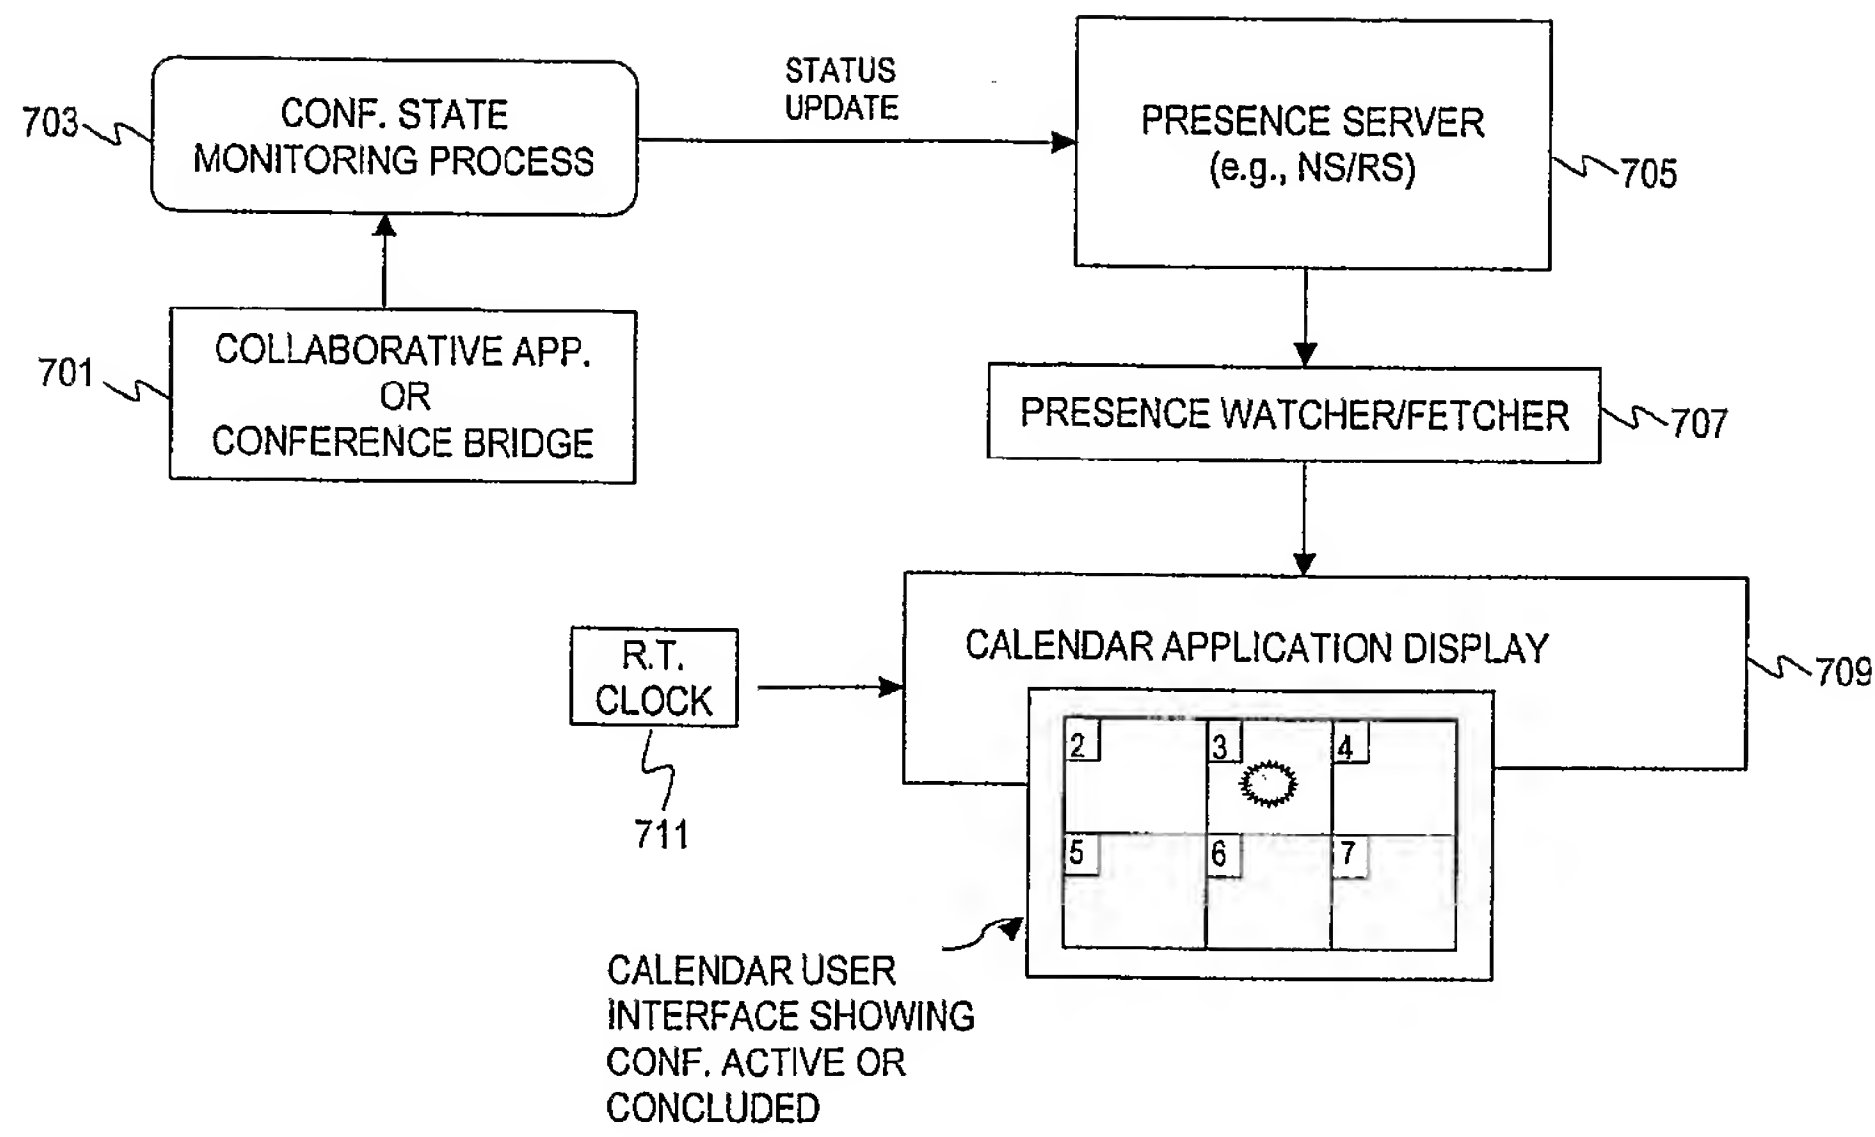 703
CONF. STATE
MONITORING PROCESS
STATUS
UPDATE
PRESENCE SERVER
(e.g., NS/RS)
705
701
COLLABORATIVE APP.
OR
CONFERENCE BRIDGE
PRESENCE WATCHER/FETCHER
707
R.T.
CLOCK
711
CALENDAR APPLICATION DISPLAY
709
2
3
4
5
6
7
CALENDAR USER
INTERFACE SHOWING
CONF. ACTIVE OR
CONCLUDED